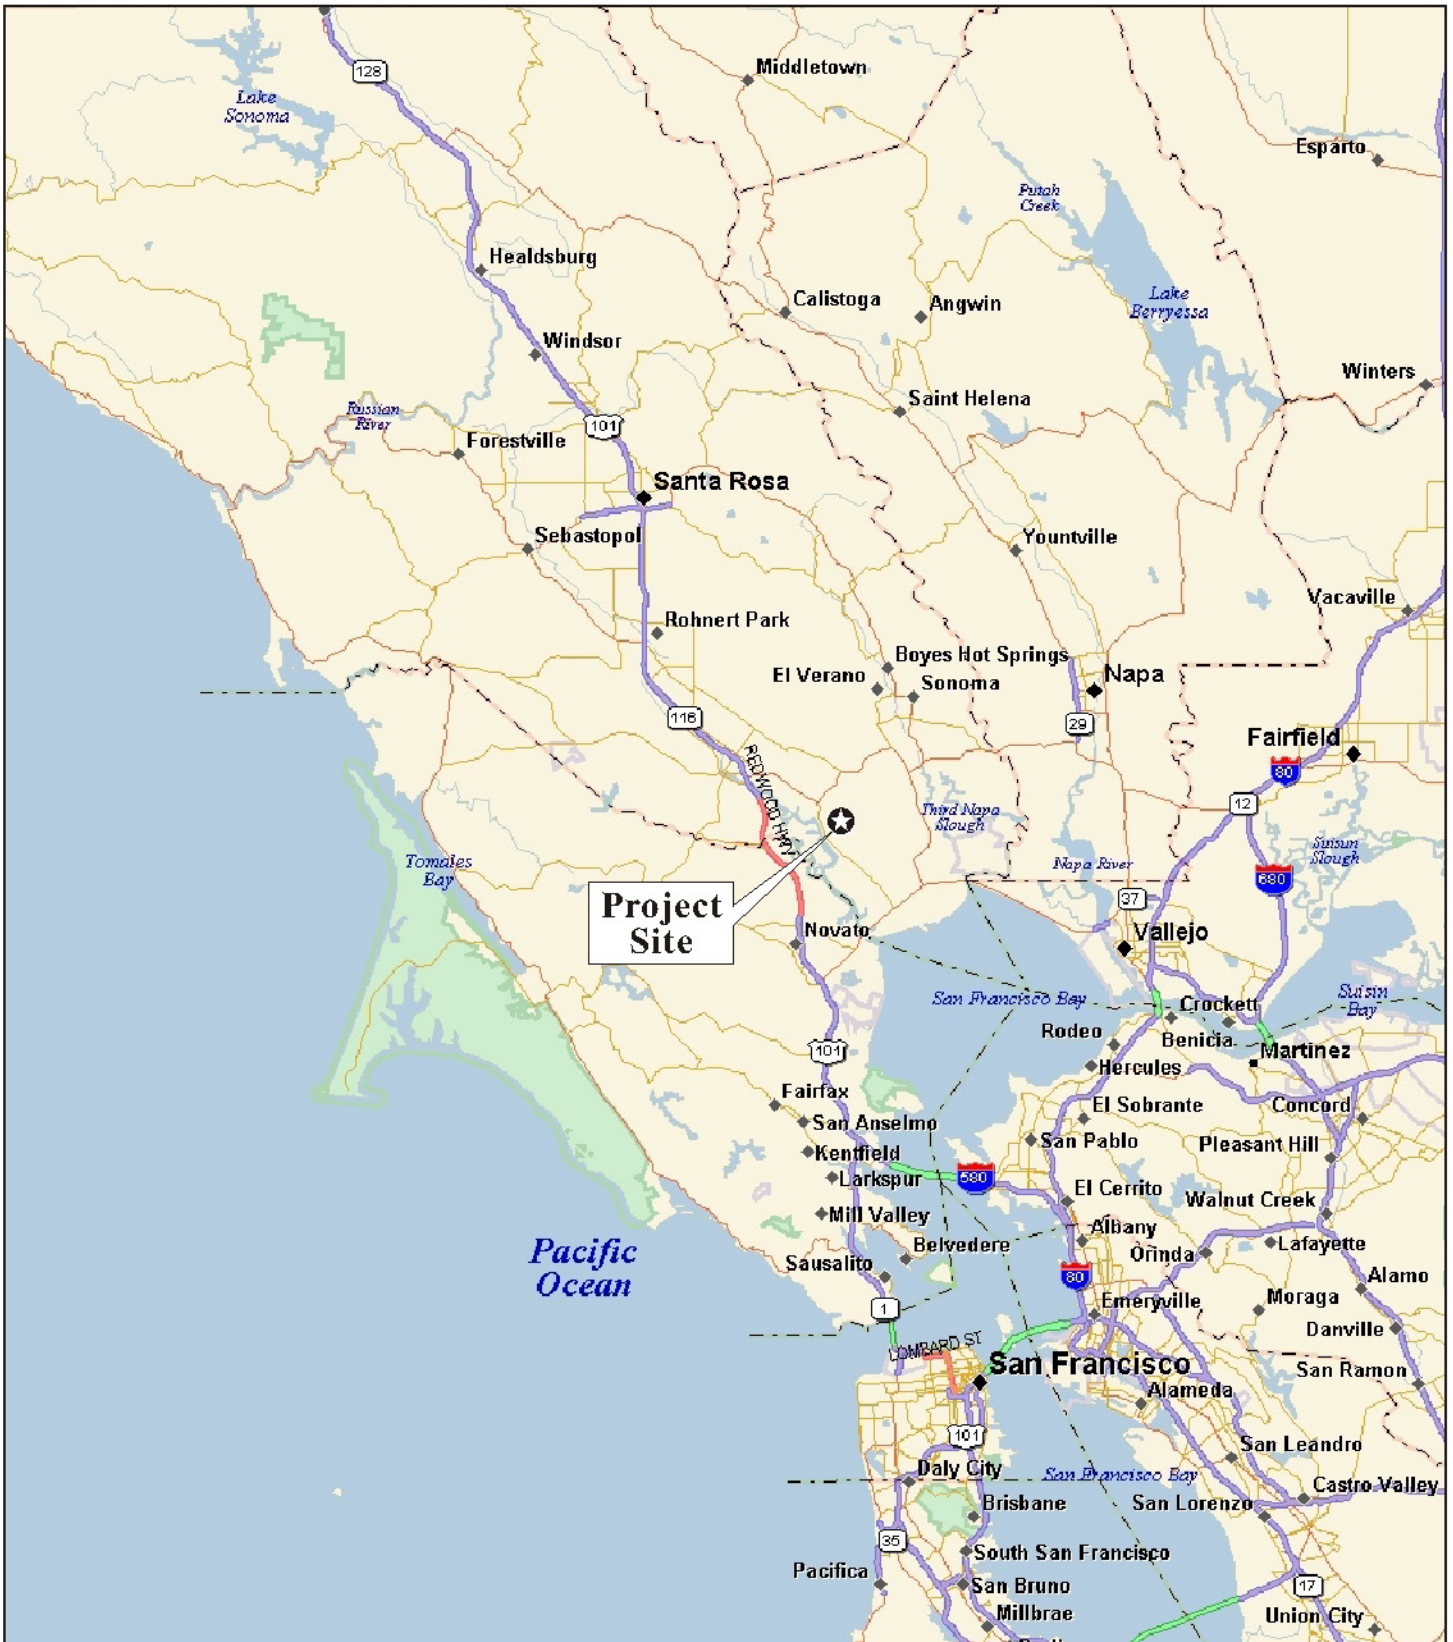 128
Middletown
Lake
Sonoma
Esparto
Putah
Creek
Healdsburg
Calistoga
Angwin
Lake
Berryessa
Windsor
Winters
Saint Helena
Russian
River
101
Forestville
Santa Rosa
Sebastopol
Yountville
Vacaville
Rohnert Park
Boyes Hot Springs
El Verano
Sonoma
Napa
116
29
Fairfield
REDWOOD HWY
80
12
Third Napa
Slough
Suisun
Slough
Tomales
Bay
Napa River
680
37
Project
Site
Novato
Vallejo
San Francisco Bay
Suisin
Bay
Crockett
Rodeo
Benicia
101
Martinez
Hercules
Fairfax
El Sobrante
Concord
San Anselmo
San Pablo
Pleasant Hill
Kentfield
Larkspur
580
El Cerrito
Walnut Creek
Mill Valley
Albany
Pacific
Ocean
Belvedere
Orinda
Lafayette
Sausalito
80
Alamo
1
Emeryville
Moraga
Danville
LOMBARD ST
San Francisco
San Ramon
Alameda
101
San Leandro
Daly City
San Francisco Bay
Castro Valley
Brisbane
San Lorenzo
35
South San Francisco
Pacifica
San Bruno
17
Millbrae
Union City